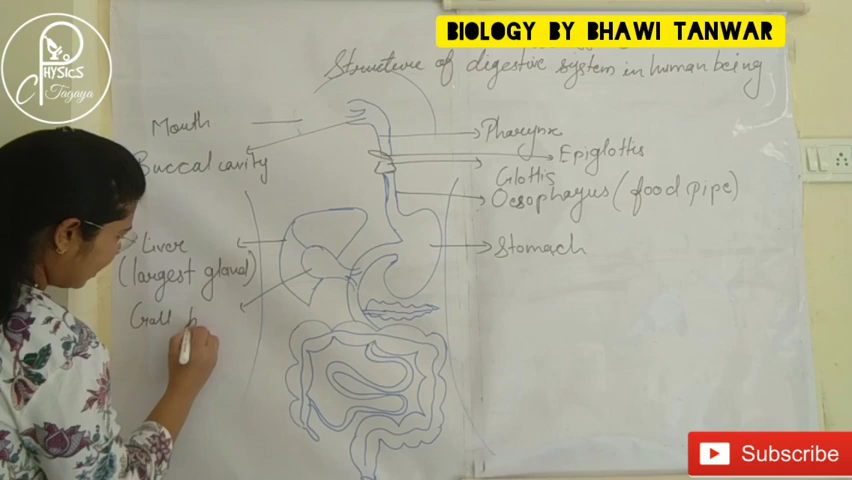 BIOLOGY BY BHAWI TANWAR
PHYSICS
Tagaya
Structure of digestive system in human being
Mouth
Pharynx
Buccal cavity
Epiglottis
Glottis
Oesophagus (food pipe)
Liver
Stomach
(largest gland)
Gall b
Subscribe